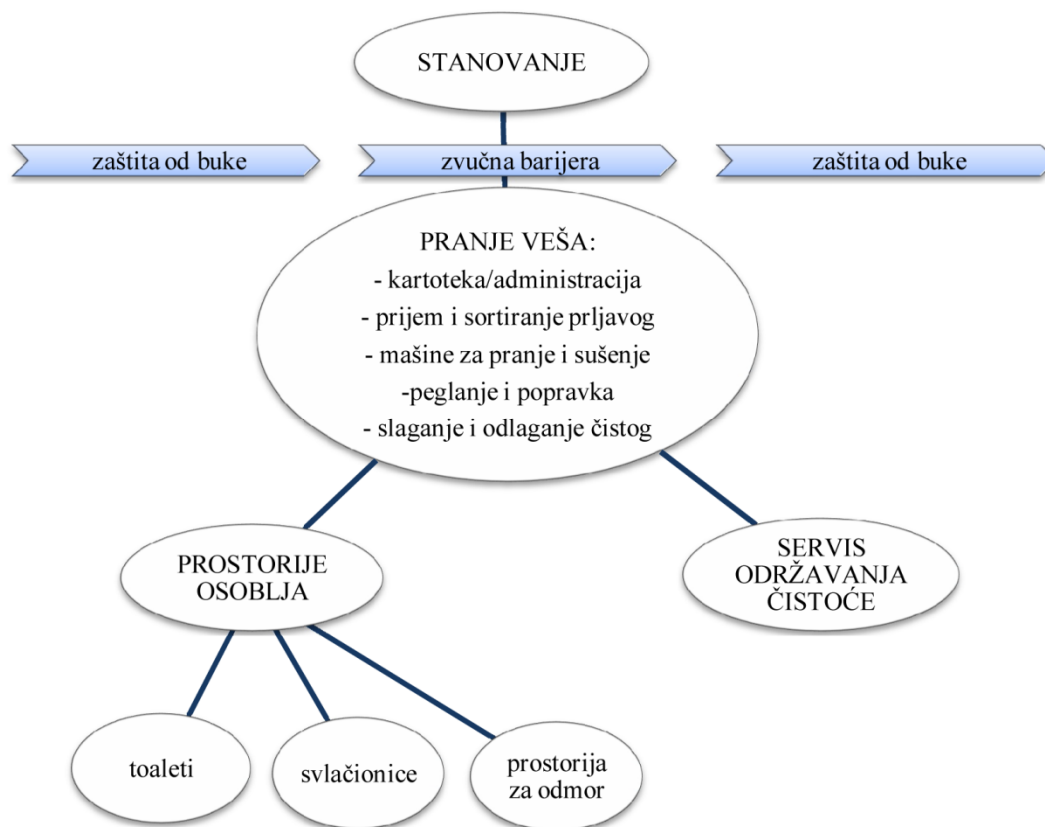 STANOVANJE
zaštita od buke
zvučna barijera
zaštita od buke
PRANJE VEŠA:
- kartoteka/administracija
- prijem i sortiranje prljavog
- mašine za pranje i sušenje
-peglanje i popravka
- slaganje i odlaganje čistog
PROSTORIJE
OSOBLJA
SERVIS
ODRŽAVANJA
ČISTOĆE
toaleti
svlačionice
prostorija
za odmor